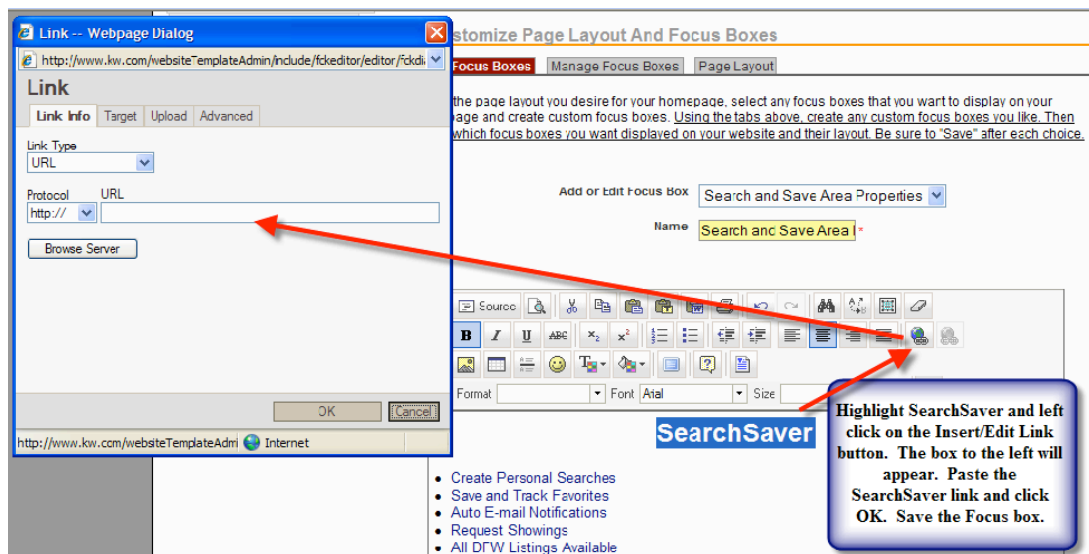 Link -- Webpage Dialog
http://www.kw.com/websiteTemplateAdmin/include/fckeditor/editor/fckdi
Link
Link Info Target Upload Advanced
Link Type
URL
Protocol URL
http://
Browse Server
OK Cancel
http://www.kw.com/websiteTemplateAdmi Internet
stomize Page Layout And Focus Boxes
Focus Boxes Manage Focus Boxes Page Layout
the page layout you desire for your homepage, select any focus boxes that you want to display on your
age and create custom focus boxes. Using the tabs above, create any custom focus boxes you like. Then
which focus boxes you want displayed on your website and their layout. Be sure to "Save" after each choice.
Add or Edit Focus Box Search and Save Area Properties
Name Search and Save Area *
Source
B I U ABC x2 x2
Format Font Arial Size
SearchSaver
• Create Personal Searches
• Save and Track Favorites
• Auto E-mail Notifications
• Request Showings
• All DFW Listings Available
Highlight SearchSaver and left
click on the Insert/Edit Link
button. The box to the left will
appear. Paste the
SearchSaver link and click
OK. Save the Focus box.